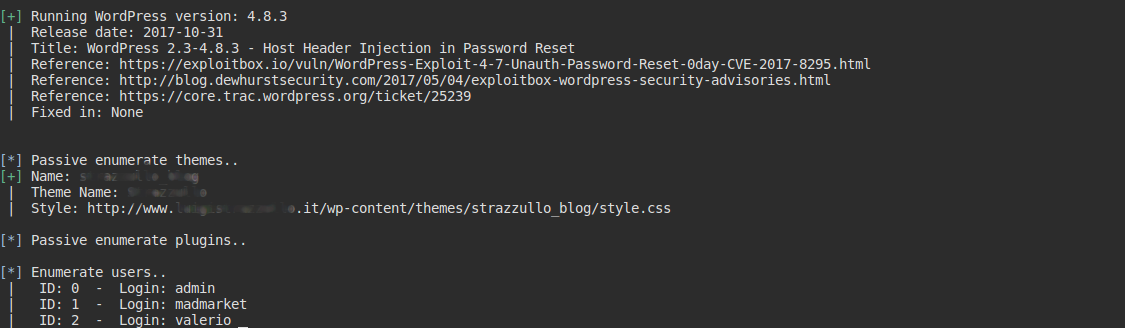 [+] Running WordPress version: 4.8.3
| Release date: 2017-10-31
| Title: WordPress 2.3-4.8.3 - Host Header Injection in Password Reset
| Reference: https://exploitbox.io/vuln/WordPress-Exploit-4-7-Unauth-Password-Reset-0day-CVE-2017-8295.html
| Reference: http://blog.dewhurstsecurity.com/2017/05/04/exploitbox-wordpress-security-advisories.html
| Reference: https://core.trac.wordpress.org/ticket/25239
| Fixed in: None
[*] Passive enumerate themes..
[+] Name:
| Theme Name:
| Style: http://www. .it/wp-content/themes/strazzullo_blog/style.css
[*] Passive enumerate plugins..
[*] Enumerate users..
| ID: 0 - Login: admin
| ID: 1 - Login: madmarket
| ID: 2 - Login: valerio _